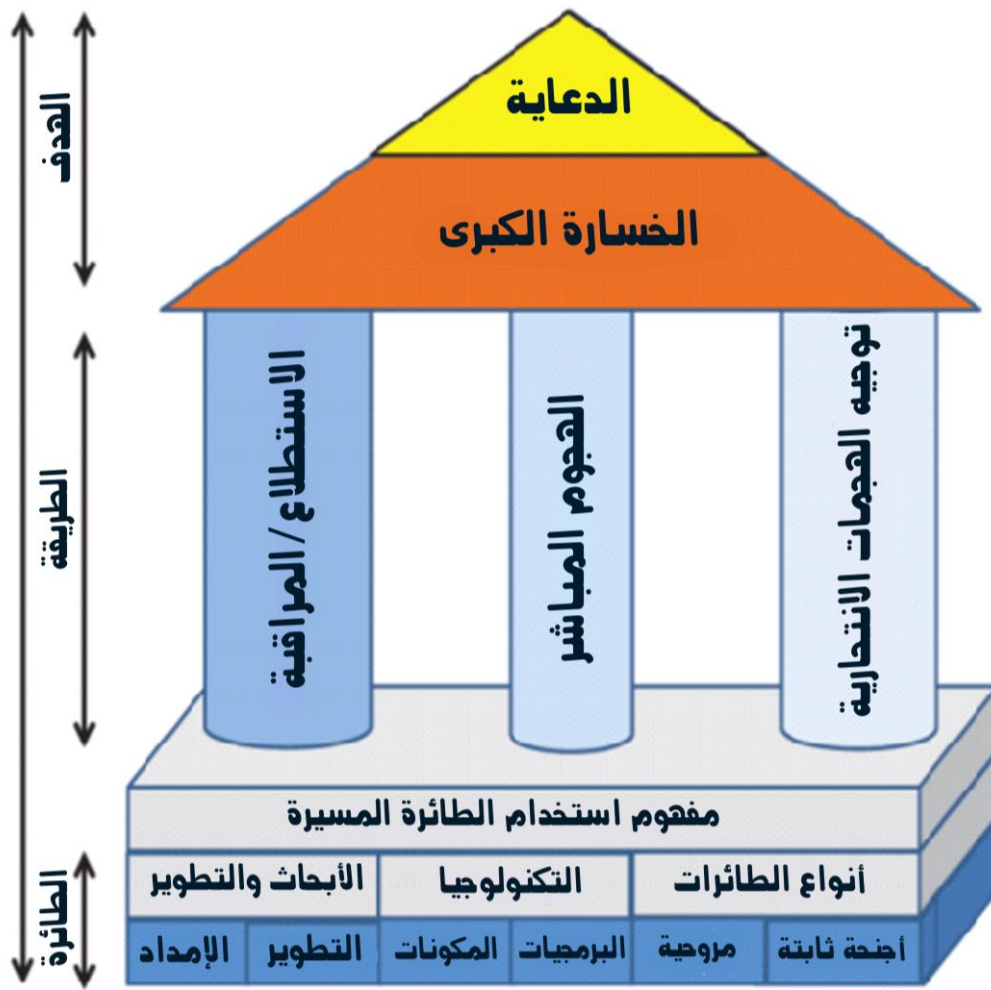 الدعاية
الخسارة الكبرى
الهدف
توجيه الهجمات الانتحارية
الهجوم المباشر
الاستطلاع/المراقبة
الطريقة
مفهوم استخدام الطائرة المسيرة
أنواع الطائرات
التكنولوجيا
الأبحاث والتطوير
أجنحة ثابتة
مروحية
البرمجيات
المكونات
التطوير
الإمداد
الطائرة